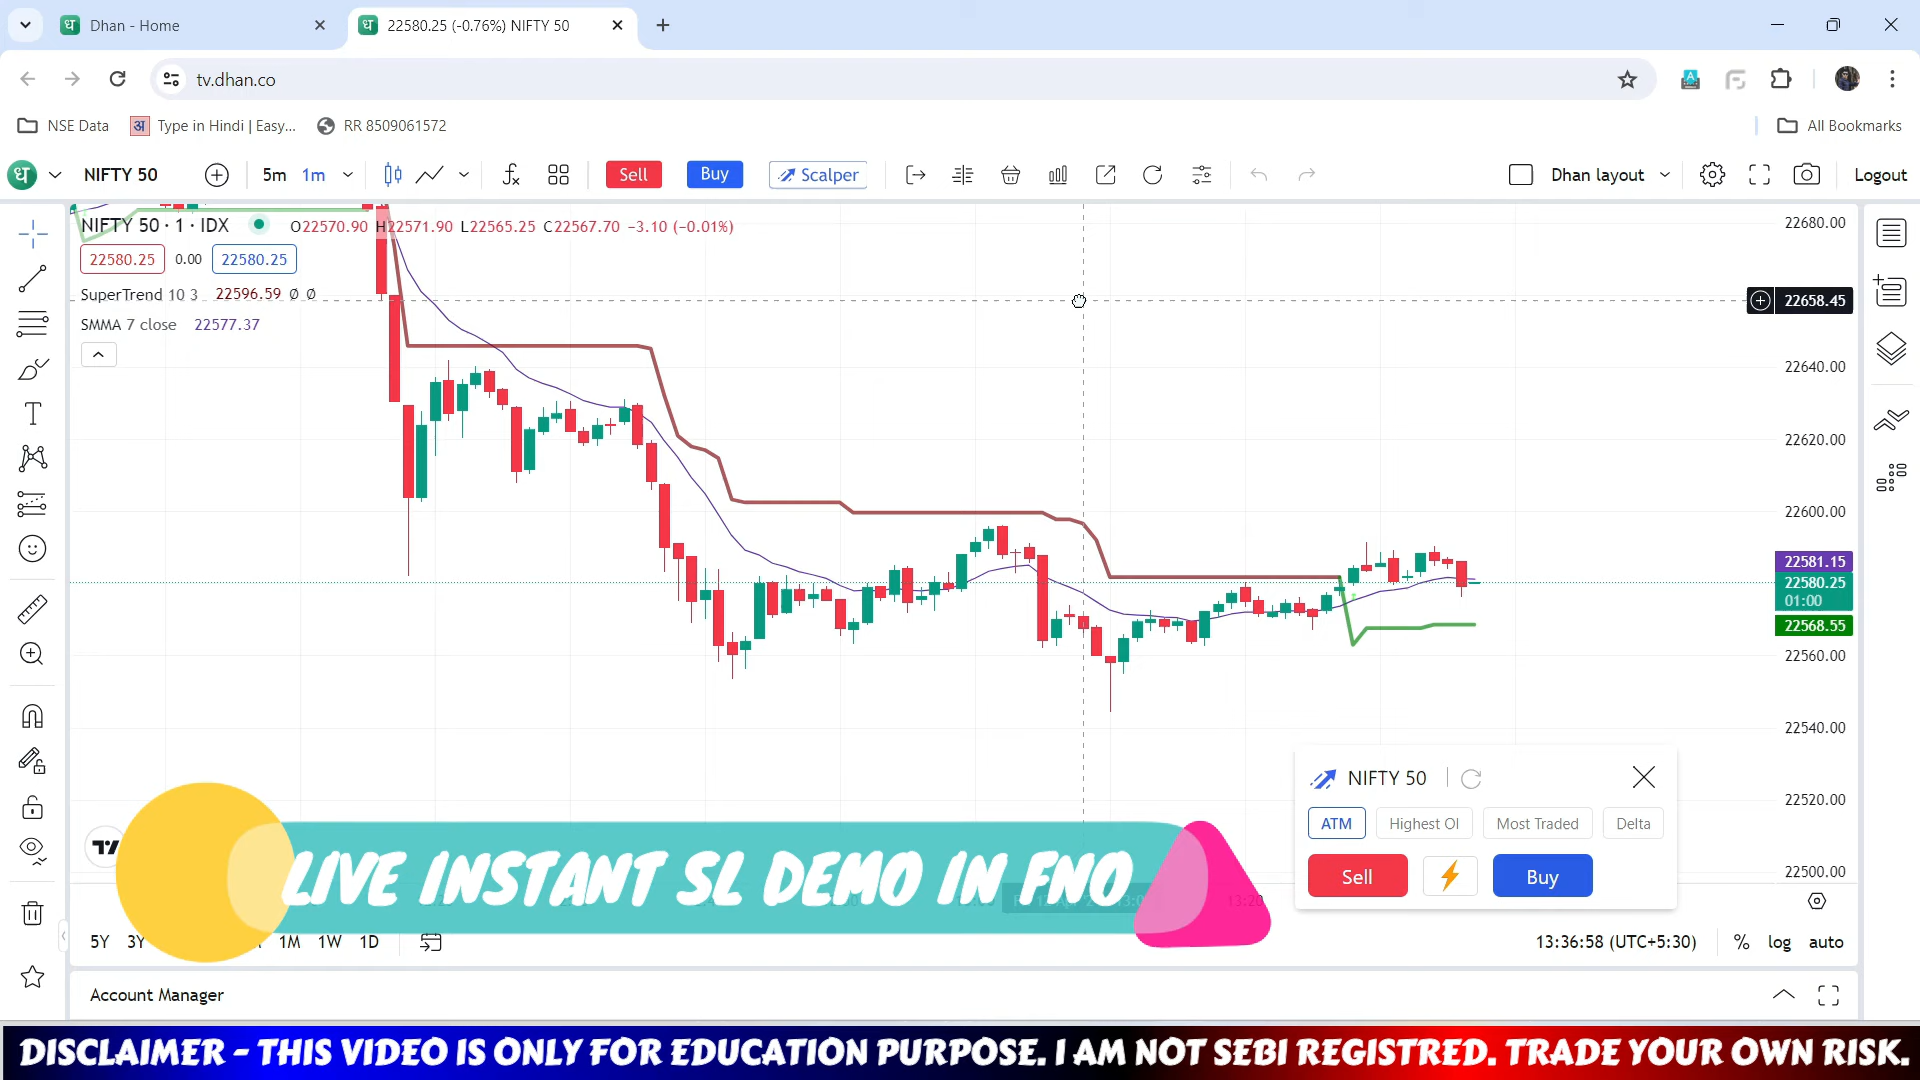 Dhan - Home
22580.25 (-0.76%) NIFTY 50
tv.dhan.co
NSE Data
अ Type in Hindi | Easy...
RR 8509061572
All Bookmarks
ध
NIFTY 50
5m 1m
Sell
Buy
Scalper
Dhan layout
Logout
NIFTY 50 · 1 · IDX
O22570.90 H22571.90 L22565.25 C22567.70 −3.10 (−0.01%)
22580.25 0.00 22580.25
SuperTrend 10 3 22596.59 Ø Ø
SMMA 7 close 22577.37
22680.00
22658.45
22640.00
22620.00
22600.00
22581.15
22580.25
01:00
22568.55
22560.00
22540.00
22520.00
22500.00
NIFTY 50
ATM
Highest OI
Most Traded
Delta
Sell
Buy
LIVE INSTANT SL DEMO IN FNO
13:20
5Y 3Y 1M 1W 1D
13:36:58 (UTC+5:30)
% log auto
Account Manager
DISCLAIMER - THIS VIDEO IS ONLY FOR EDUCATION PURPOSE. I AM NOT SEBI REGISTRED. TRADE YOUR OWN RISK.